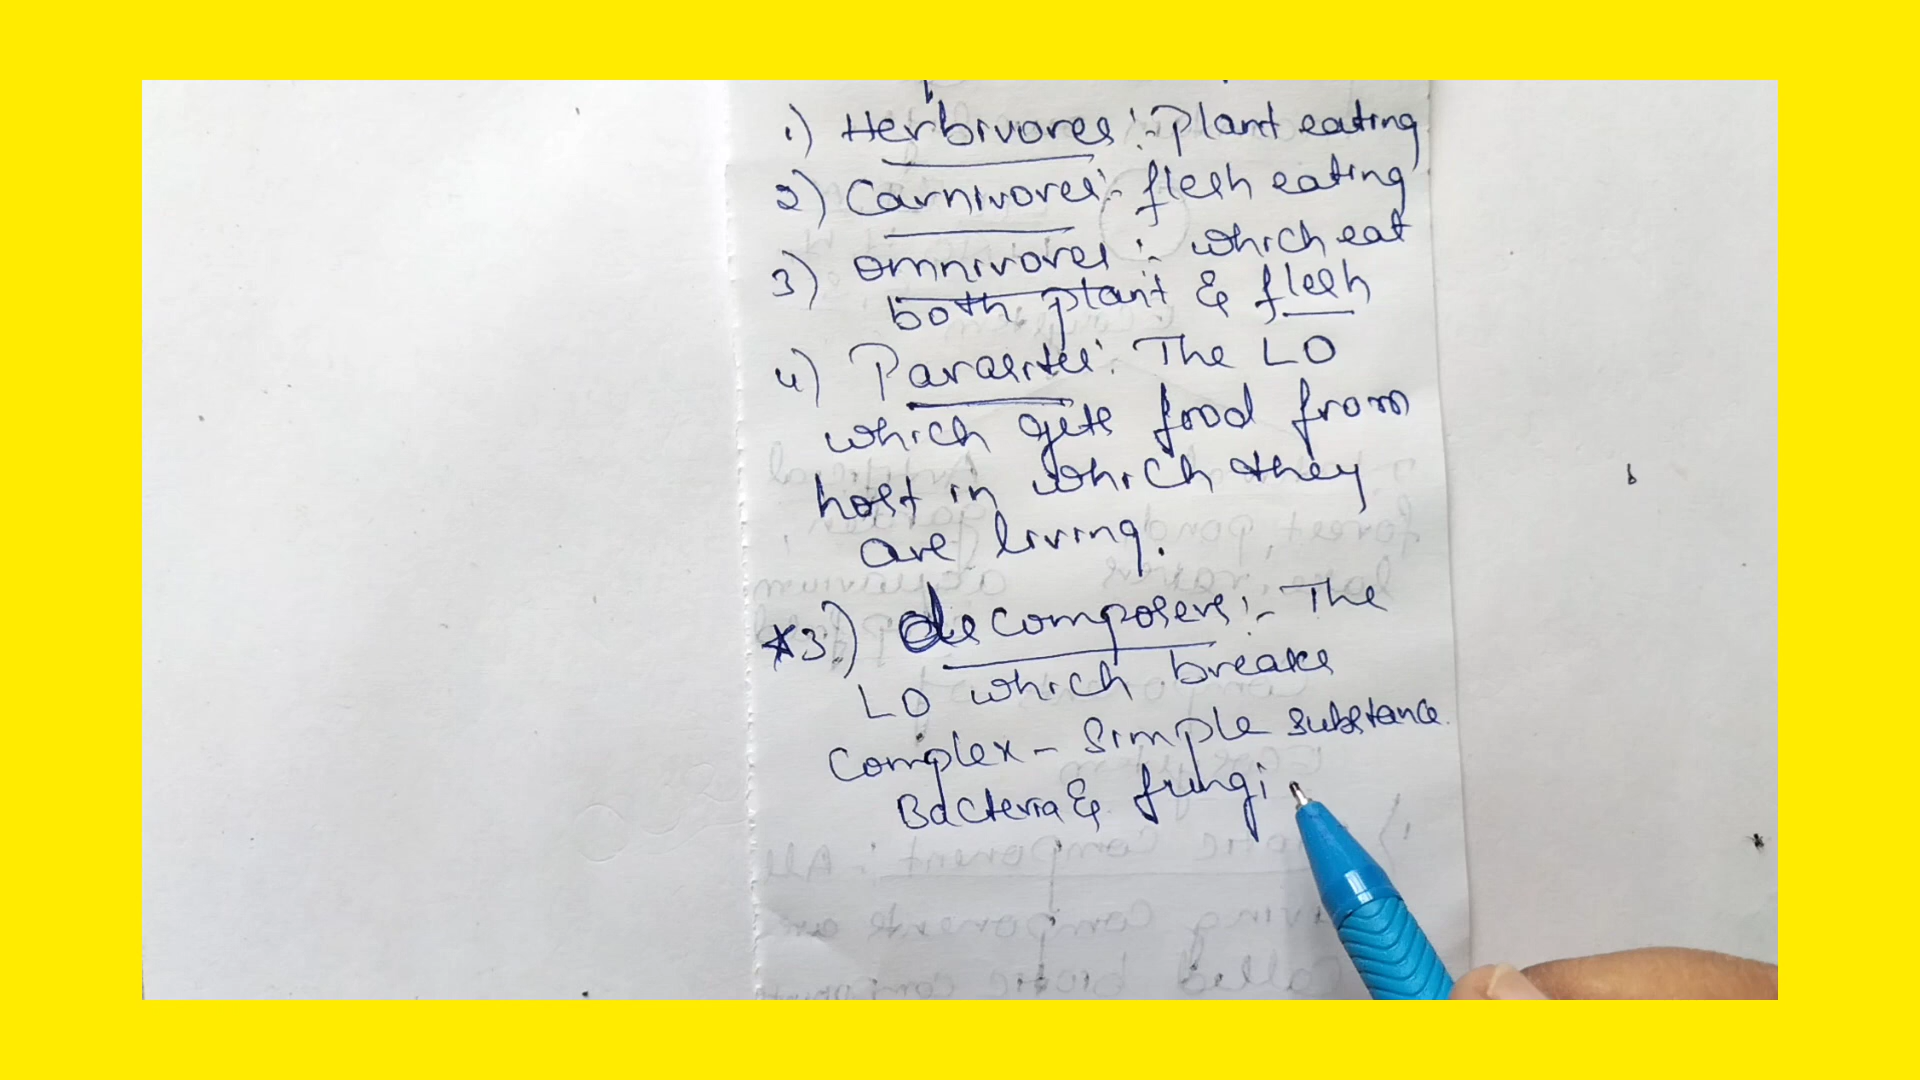 1) Herbivores :- Plant eating
2) Carnivores :- flesh eating
3) omnivores :- which eat
both plant & flesh
4) Parasites : The LO
which gets food from
host in which they
are living.
*3) decomposers :- The
LO which breaks
Complex - Simple substance.
Bacteria & fungi